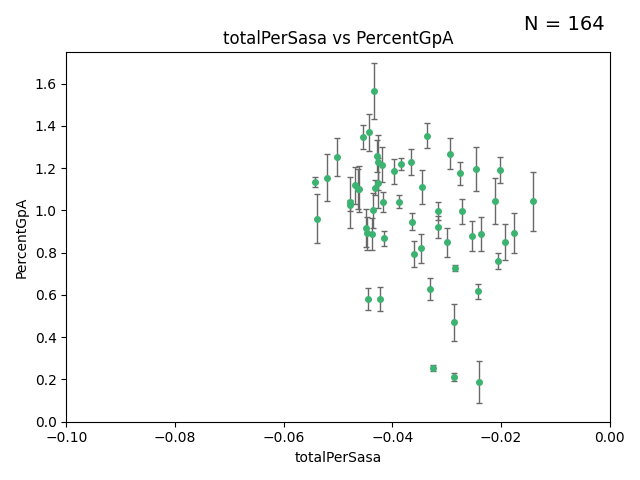 N = 164
totalPerSasa vs PercentGpA
PercentGpA
1.6
1.4
1.2
1.0
0.8
0.6
0.4
0.2
0.0
−0.10 −0.08 −0.06 −0.04 −0.02 0.00
totalPerSasa